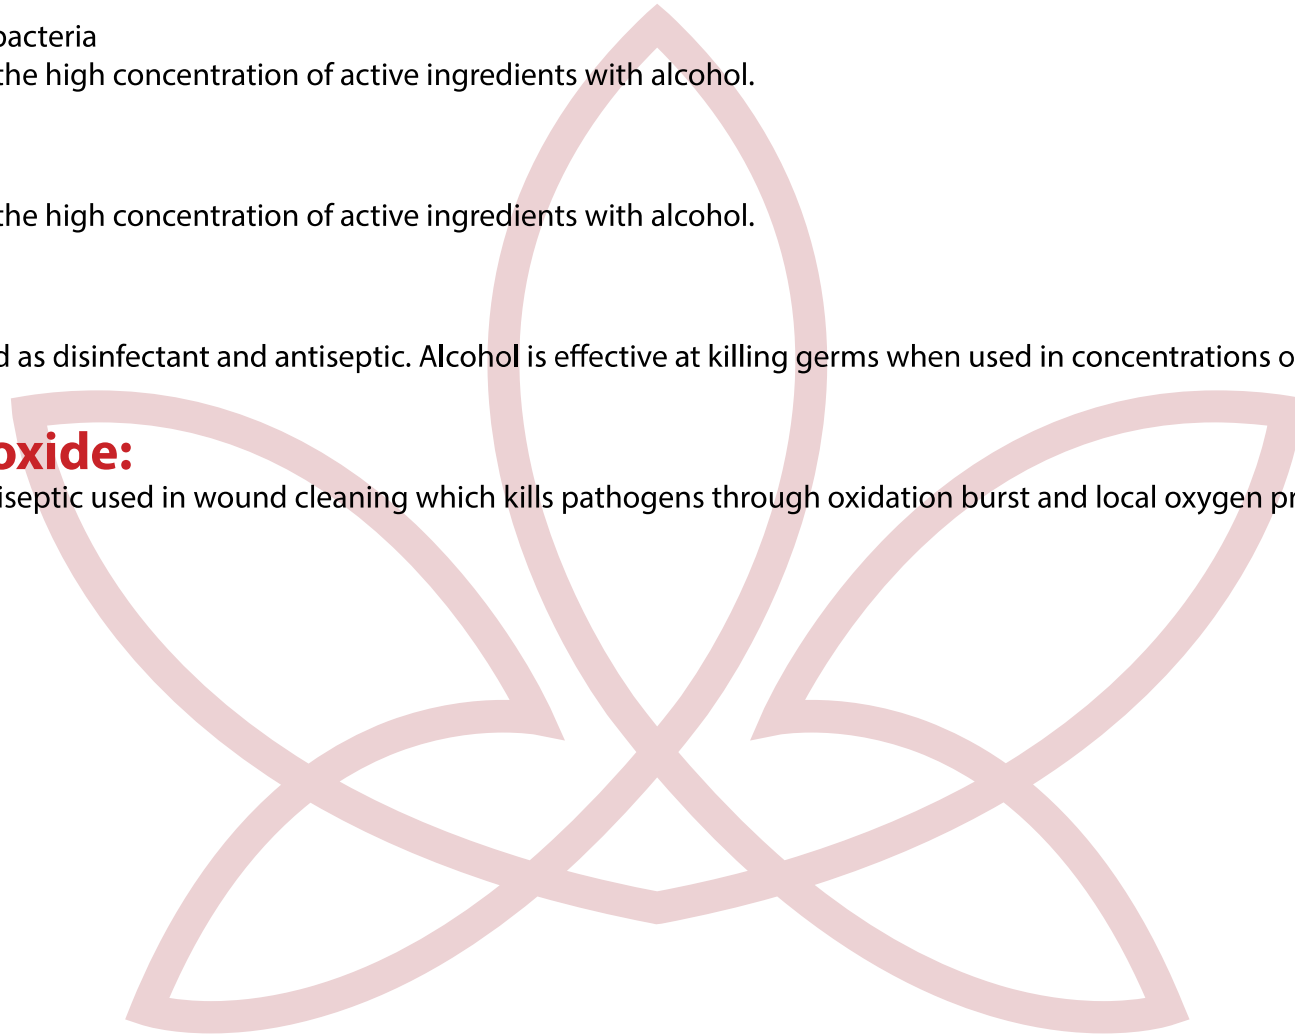 bacteria
the high concentration of active ingredients with alcohol.
the high concentration of active ingredients with alcohol.
as disinfectant and antiseptic. Alcohol is effective at killing germs when used in concentrations
oxide:
iseptic used in wound cleaning which kills pathogens through oxidation burst and local oxygen